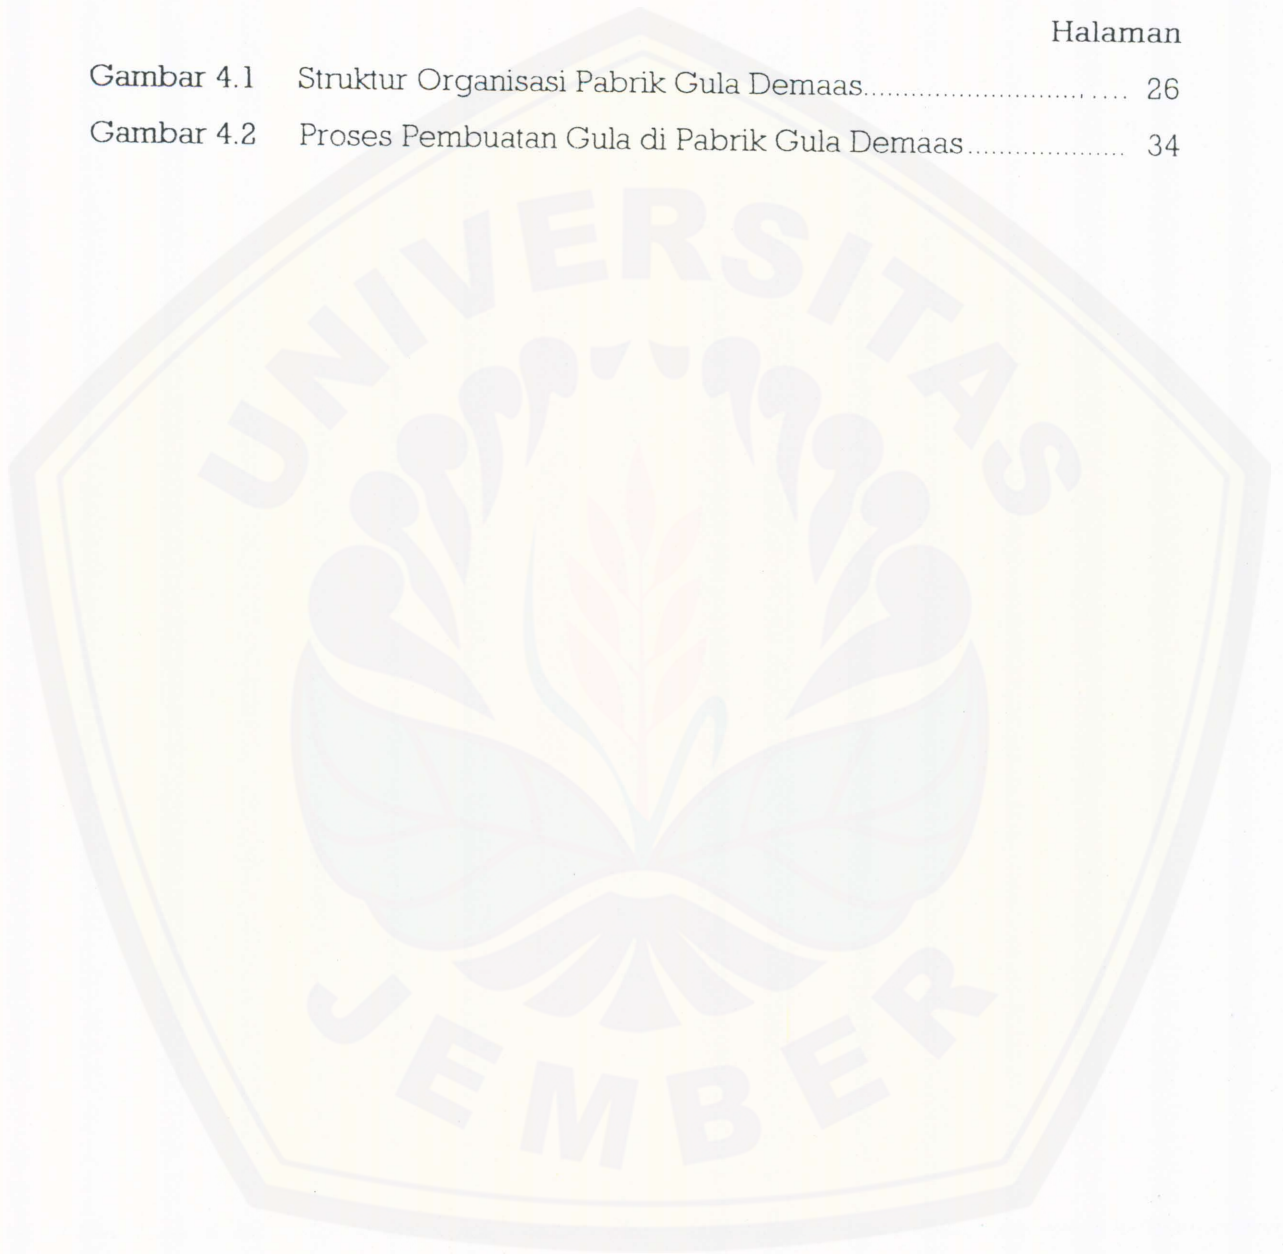 Halaman
Gambar 4.1 Struktur Organisasi Pabrik Gula Demaas................................. 26
Gambar 4.2 Proses Pembuatan Gula di Pabrik Gula Demaas.................... 34
UNIVERSITAS
JEMBER